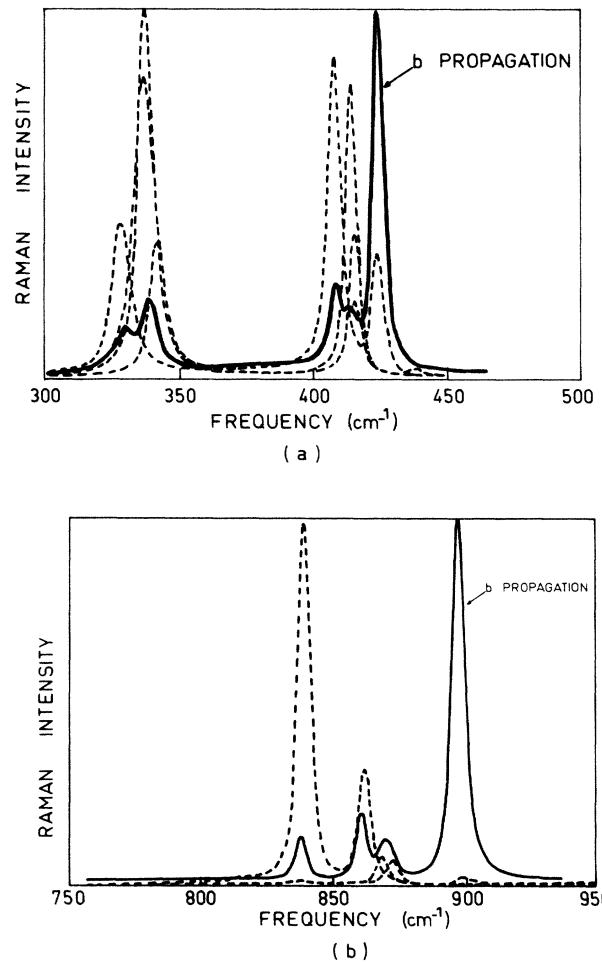 b PROPAGATION
RAMAN INTENSITY
300 350 400 450 500
FREQUENCY (cm⁻¹)
(a)
b PROPAGATION
RAMAN INTENSITY
750 800 850 900 95
FREQUENCY (cm⁻¹)
(b)